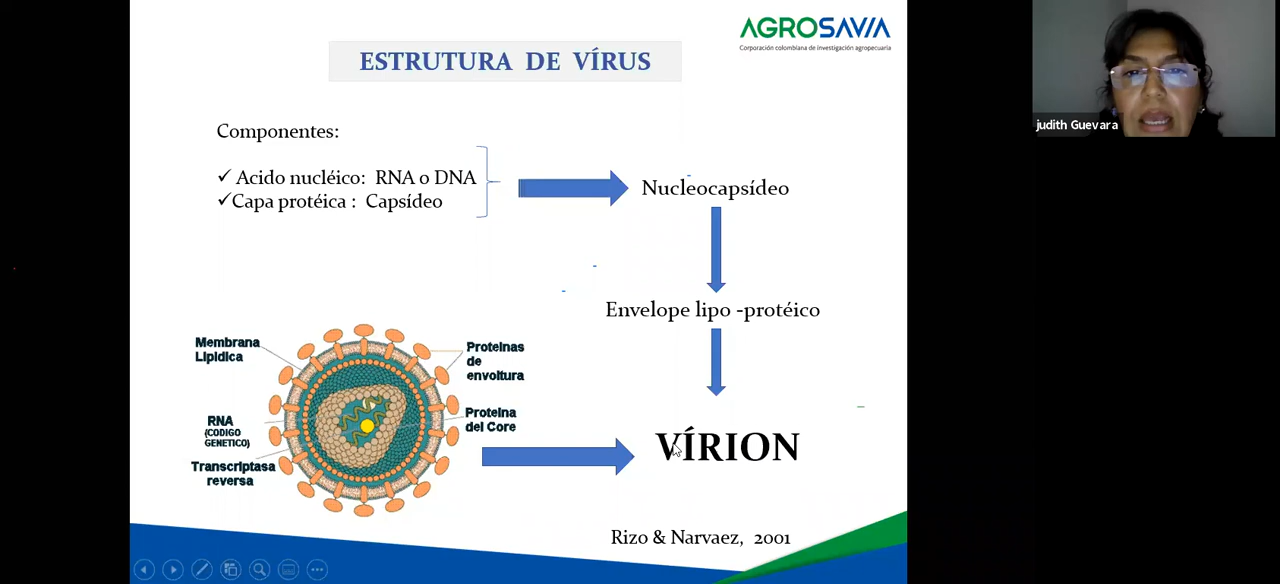 AGROSAVIA
Corporación colombiana de investigación agropecuaria
ESTRUTURA DE VÍRUS
judith Guevara
Componentes:
✓ Acido nucléico: RNA o DNA
✓Capa protéica : Capsídeo
Nucleocapsídeo
Envelope lipo -protéico
Membrana
Lipidica
Proteinas
de
envoltura
RNA
(CODIGO
GENETICO)
Proteina
del Core
Transcriptasa
reversa
VÍRION
Rizo & Narvaez, 2001